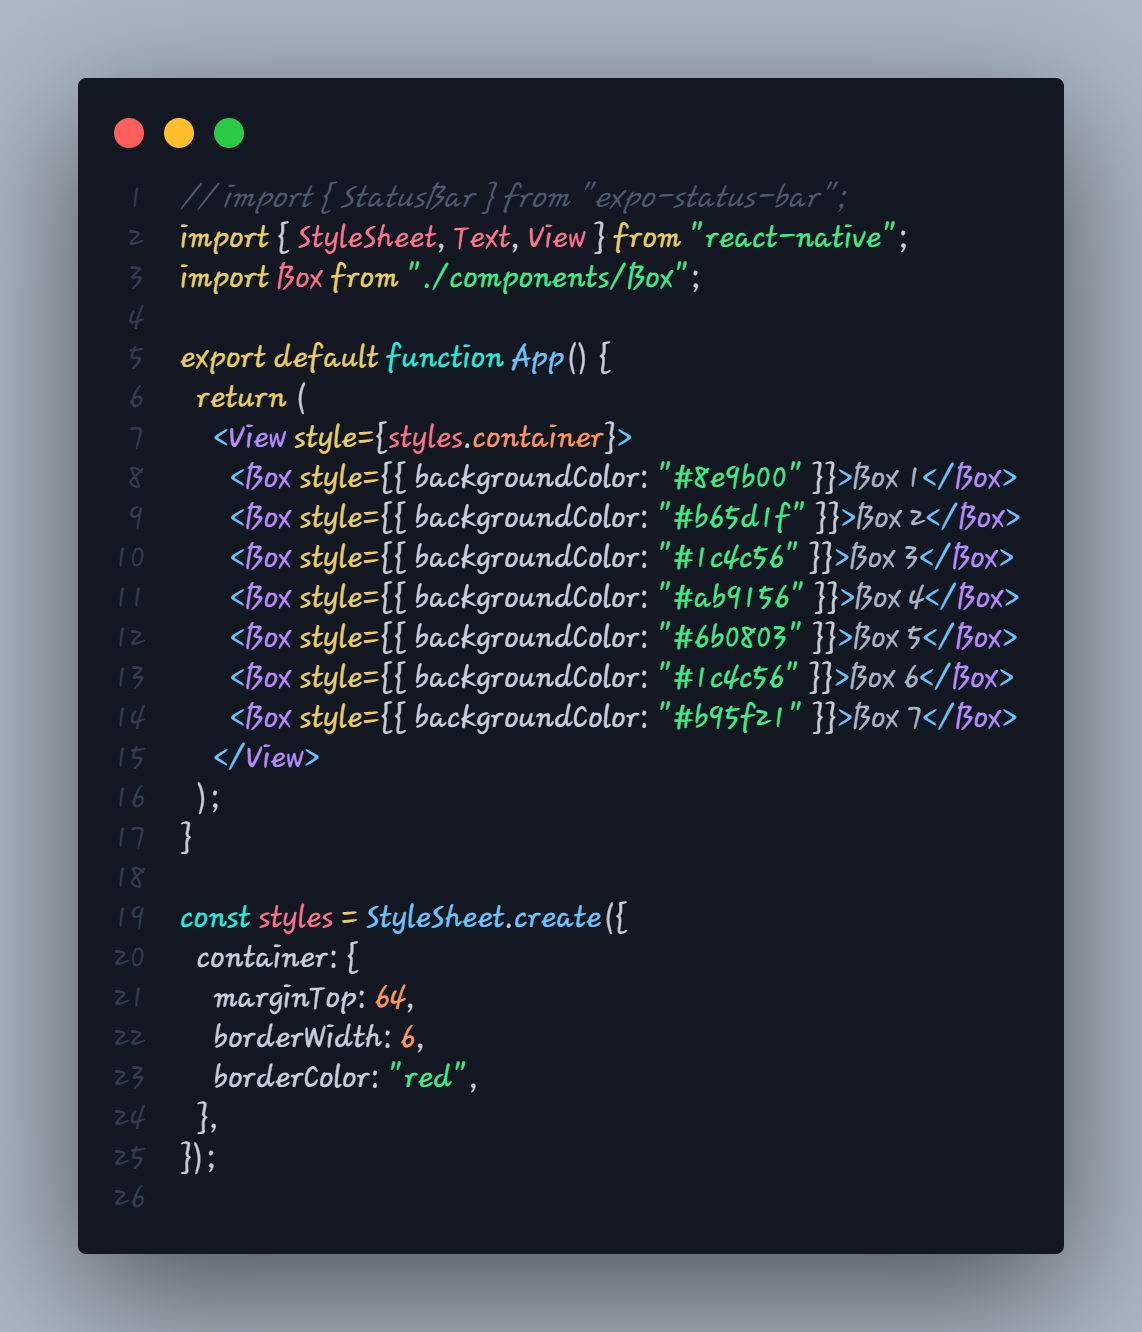 1 // import { StatusBar } from "expo-status-bar";
2 import { StyleSheet, Text, View } from "react-native";
3 import Box from "./components/Box";
4
5 export default function App() {
6   return (
7     <View style={styles.container}>
8       <Box style={{ backgroundColor: "#8e9b00" }}>Box 1</Box>
9       <Box style={{ backgroundColor: "#b65d1f" }}>Box 2</Box>
10       <Box style={{ backgroundColor: "#1c4c56" }}>Box 3</Box>
11       <Box style={{ backgroundColor: "#ab9156" }}>Box 4</Box>
12       <Box style={{ backgroundColor: "#6b0803" }}>Box 5</Box>
13       <Box style={{ backgroundColor: "#1c4c56" }}>Box 6</Box>
14       <Box style={{ backgroundColor: "#b95f21" }}>Box 7</Box>
15     </View>
16   );
17 }
18
19 const styles = StyleSheet.create({
20   container: {
21     marginTop: 64,
22     borderWidth: 6,
23     borderColor: "red",
24   },
25 });
26